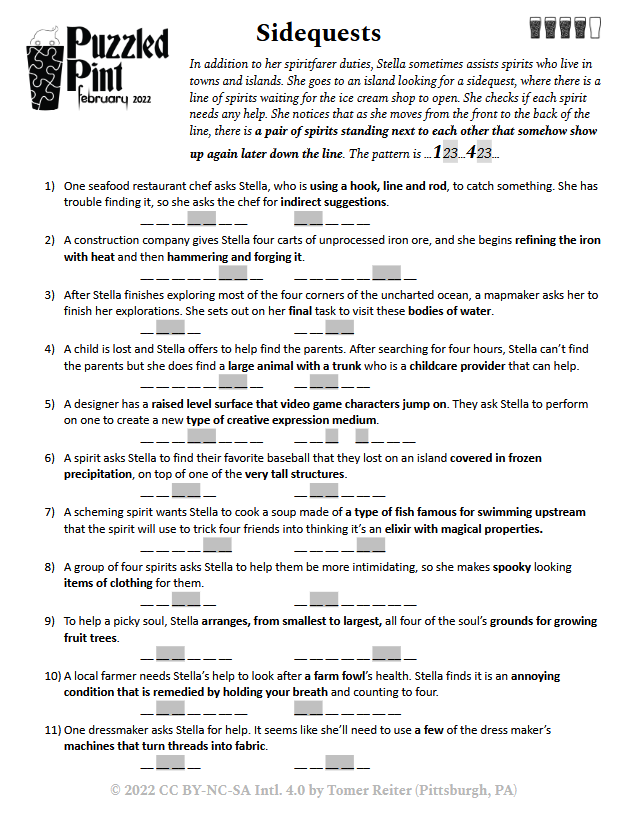 Puzzled
Pint
February 2022
Sidequests
In addition to her spiritfarer duties, Stella sometimes assists spirits who live in
towns and islands. She goes to an island looking for a sidequest, where there is a
line of spirits waiting for the ice cream shop to open. She checks if each spirit
needs any help. She notices that as she moves from the front to the back of the
line, there is a pair of spirits standing next to each other that somehow show
up again later down the line. The pattern is ...123...423...
1) One seafood restaurant chef asks Stella, who is using a hook, line and rod, to catch something. She has
trouble finding it, so she asks the chef for indirect suggestions.
2) A construction company gives Stella four carts of unprocessed iron ore, and she begins refining the iron
with heat and then hammering and forging it.
3) After Stella finishes exploring most of the four corners of the uncharted ocean, a mapmaker asks her to
finish her explorations. She sets out on her final task to visit these bodies of water.
4) A child is lost and Stella offers to help find the parents. After searching for four hours, Stella can't find
the parents but she does find a large animal with a trunk who is a childcare provider that can help.
5) A designer has a raised level surface that video game characters jump on. They ask Stella to perform
on one to create a new type of creative expression medium.
6) A spirit asks Stella to find their favorite baseball that they lost on an island covered in frozen
precipitation, on top of one of the very tall structures.
7) A scheming spirit wants Stella to cook a soup made of a type of fish famous for swimming upstream
that the spirit will use to trick four friends into thinking it's an elixir with magical properties.
8) A group of four spirits asks Stella to help them be more intimidating, so she makes spooky looking
items of clothing for them.
9) To help a picky soul, Stella arranges, from smallest to largest, all four of the soul's grounds for growing
fruit trees.
10) A local farmer needs Stella's help to look after a farm fowl's health. Stella finds it is an annoying
condition that is remedied by holding your breath and counting to four.
11) One dressmaker asks Stella for help. It seems like she'll need to use a few of the dress maker's
machines that turn threads into fabric.
© 2022 CC BY-NC-SA Intl. 4.0 by Tomer Reiter (Pittsburgh, PA)